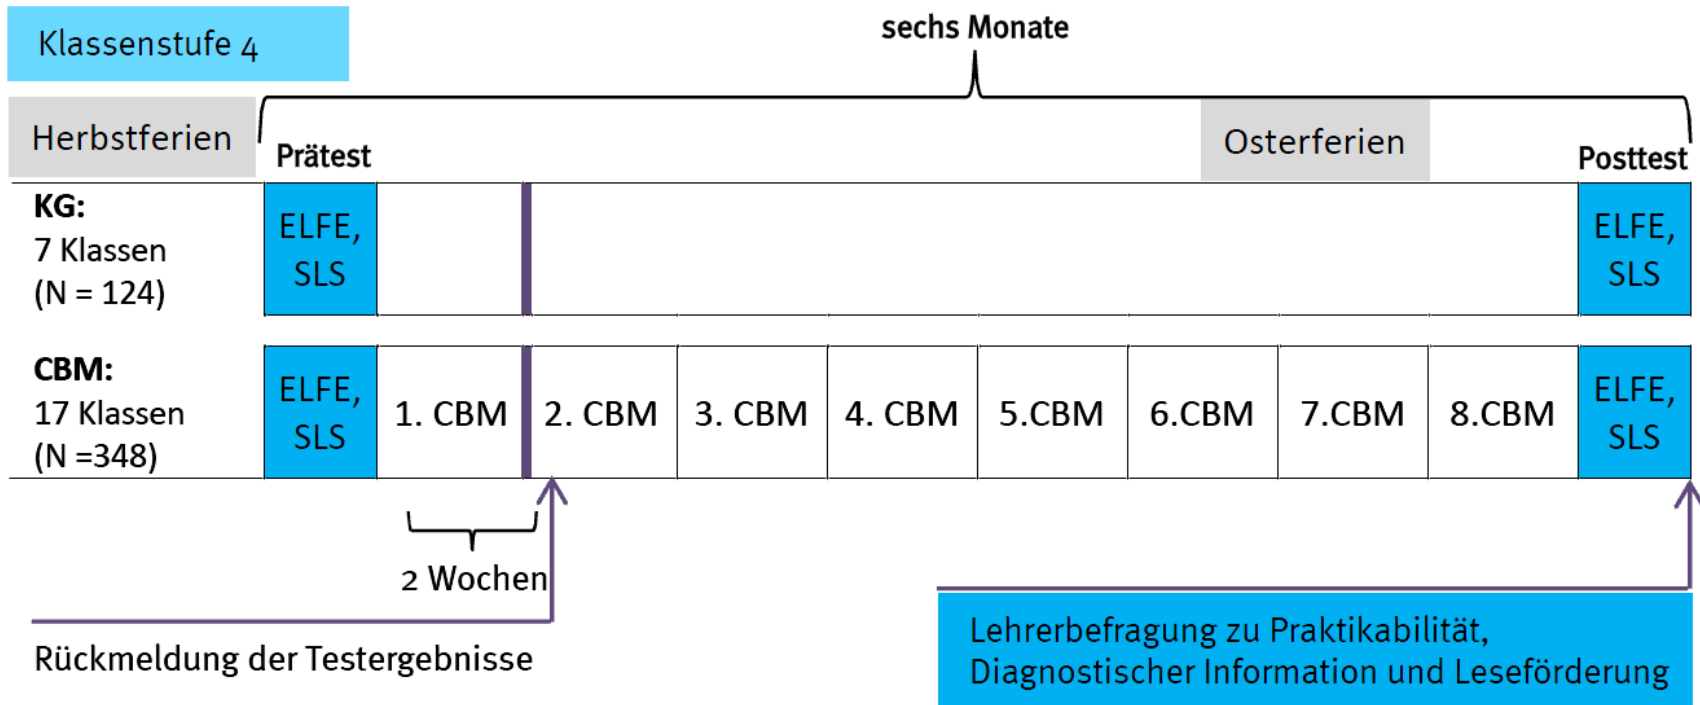 Klassenstufe 4
sechs Monate
Herbstferien
Osterferien
Prätest
Posttest
KG:
7 Klassen
(N = 124)
ELFE,
SLS
ELFE,
SLS
CBM:
17 Klassen
(N =348)
ELFE,
SLS
1. CBM
2. CBM
3. CBM
4. CBM
5.CBM
6.CBM
7.CBM
8.CBM
ELFE,
SLS
2 Wochen
Rückmeldung der Testergebnisse
Lehrerbefragung zu Praktikabilität,
Diagnostischer Information und Leseförderung